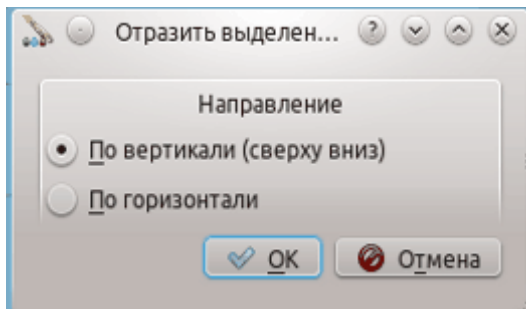 Отразить выделен...
Направление
По вертикали (сверху вниз)
По горизонтали
OK
Отмена